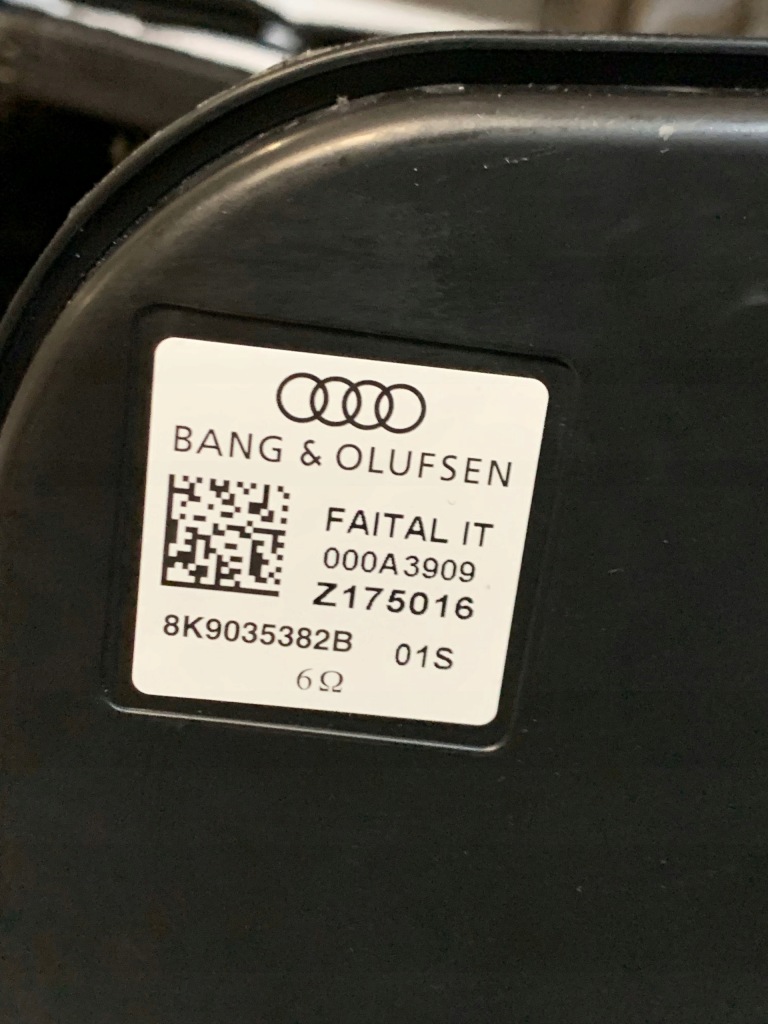 BANG & OLUFSEN
FAITAL IT
000A3909
Z175016
8K9035382B 01S
6Ω